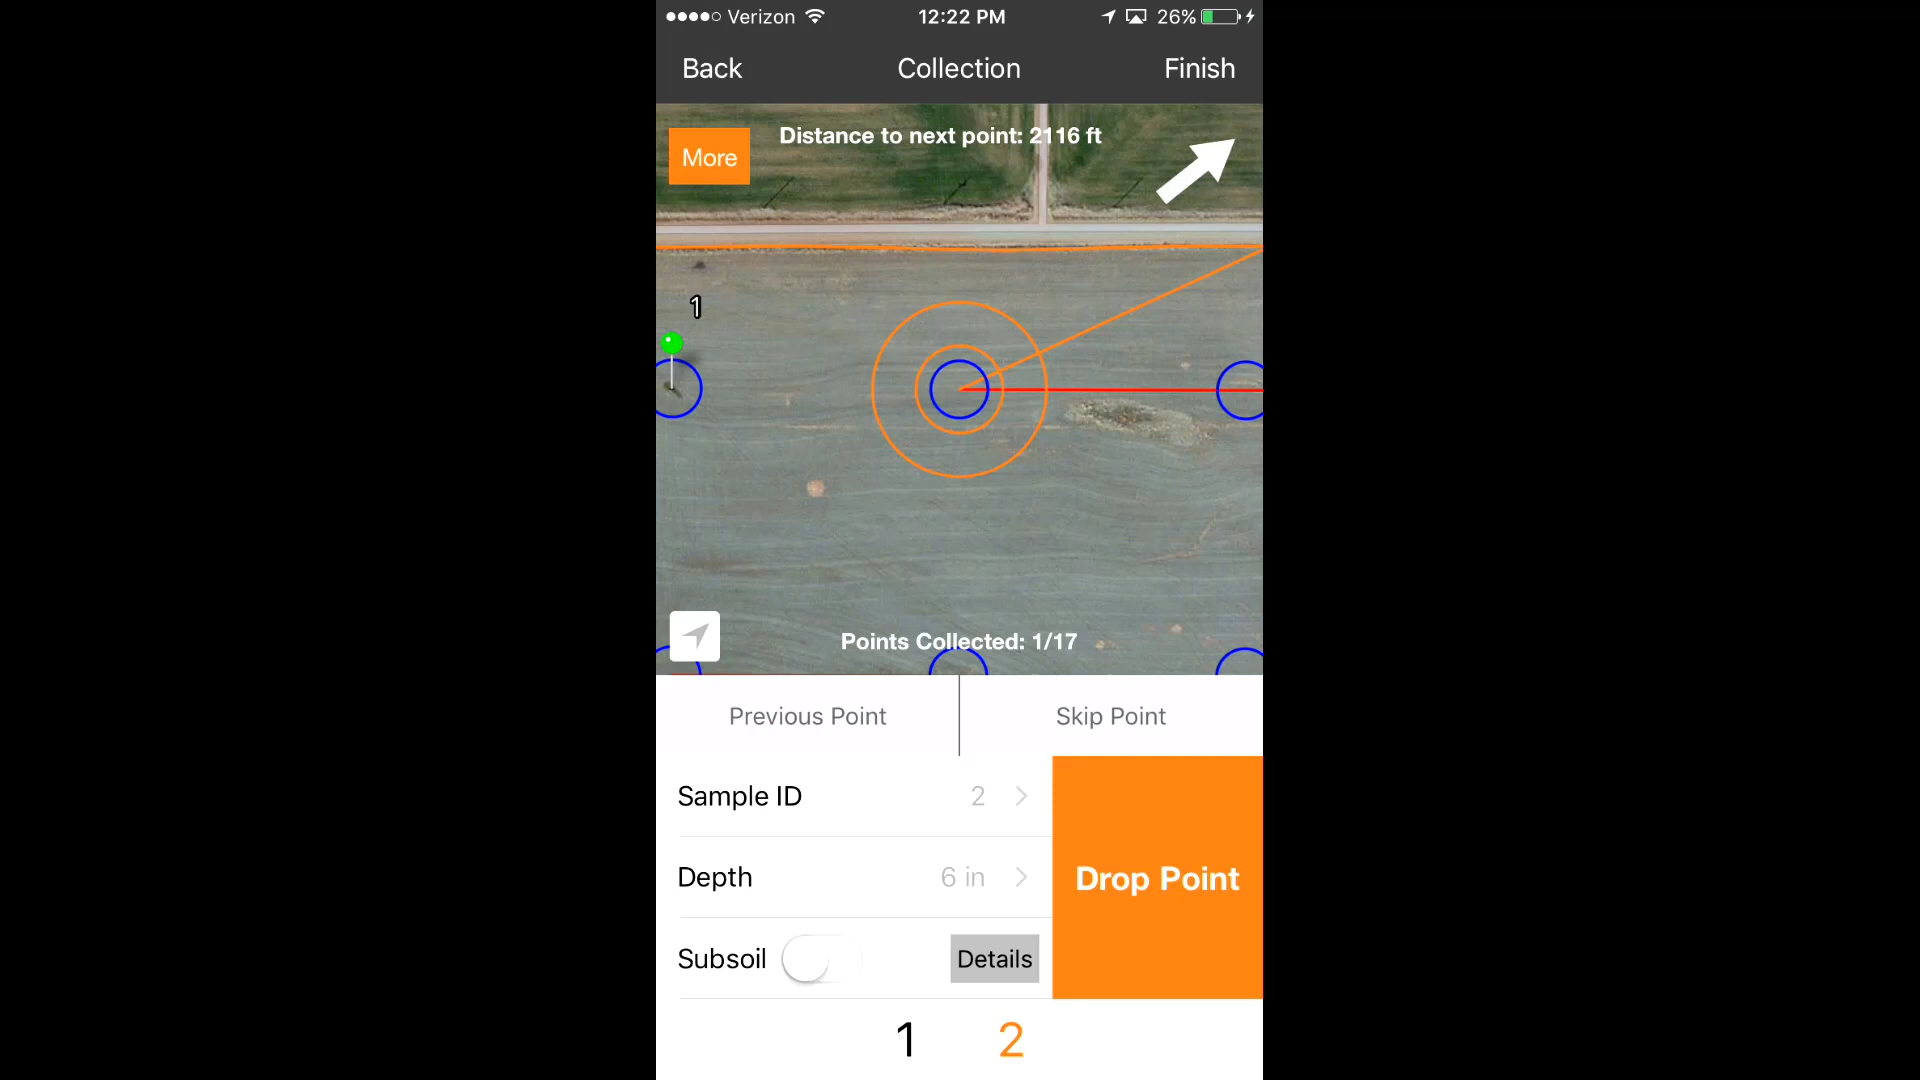 Verizon 12:22 PM 26%
Back Collection Finish
More
Distance to next point: 2116 ft
1
Points Collected: 1/17
Previous Point Skip Point
Sample ID 2
Depth 6 in
Drop Point
Subsoil Details
1 2